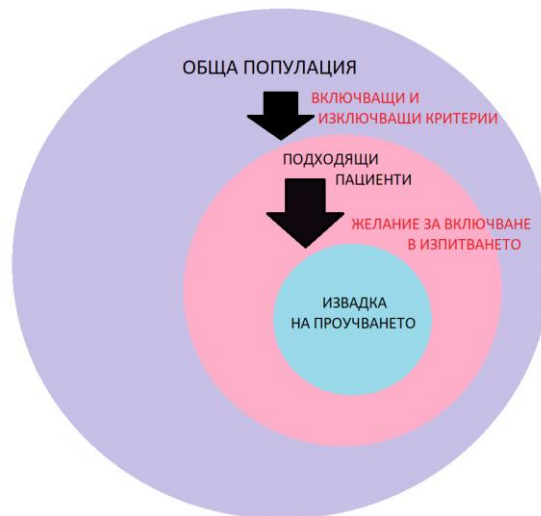 ОБЩА ПОПУЛАЦИЯ
ВКЛЮЧВАЩИ И
ИЗКЛЮЧВАЩИ КРИТЕРИИ
ПОДХОДЯЩИ
ПАЦИЕНТИ
ЖЕЛАНИЕ ЗА ВКЛЮЧВАНЕ
В ИЗПИТВАНЕТО
ИЗВАДКА
НА ПРОУЧВАНЕТО